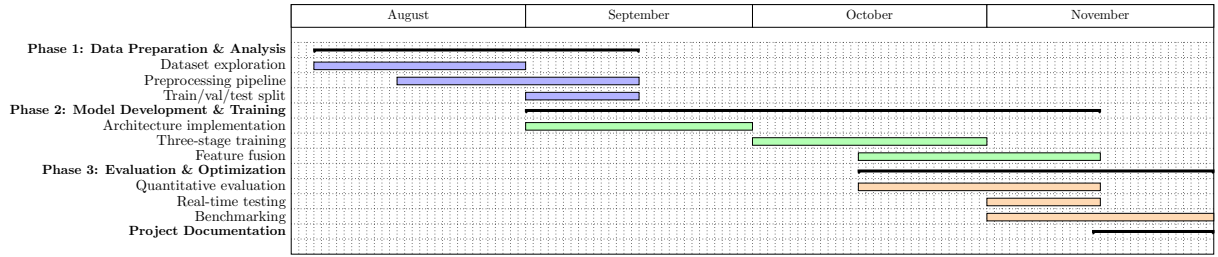 August September October November
Phase 1: Data Preparation & Analysis
Dataset exploration
Preprocessing pipeline
Train/val/test split
Phase 2: Model Development & Training
Architecture implementation
Three-stage training
Feature fusion
Phase 3: Evaluation & Optimization
Quantitative evaluation
Real-time testing
Benchmarking
Project Documentation